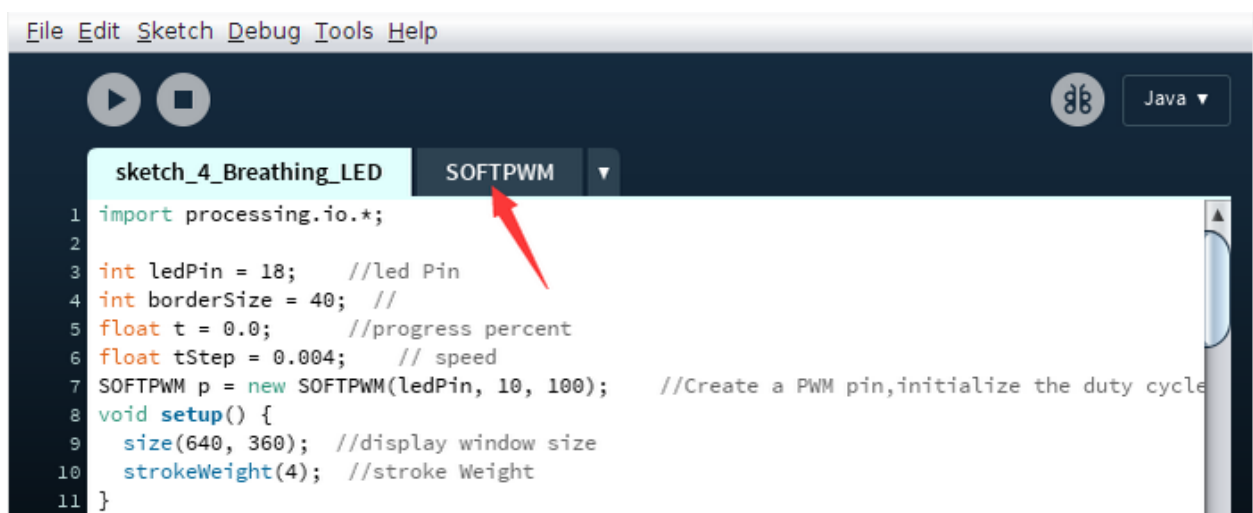 File Edit Sketch Debug Tools Help
Java ▼
sketch_4_Breathing_LED SOFTPWM ▼
1 import processing.io.*;
2
3 int ledPin = 18;    //led Pin
4 int borderSize = 40;  //
5 float t = 0.0;      //progress percent
6 float tStep = 0.004;    // speed
7 SOFTPWM p = new SOFTPWM(ledPin, 10, 100);    //Create a PWM pin,initialize the duty cycle
8 void setup() {
9   size(640, 360);  //display window size
10   strokeWeight(4);  //stroke Weight
11 }